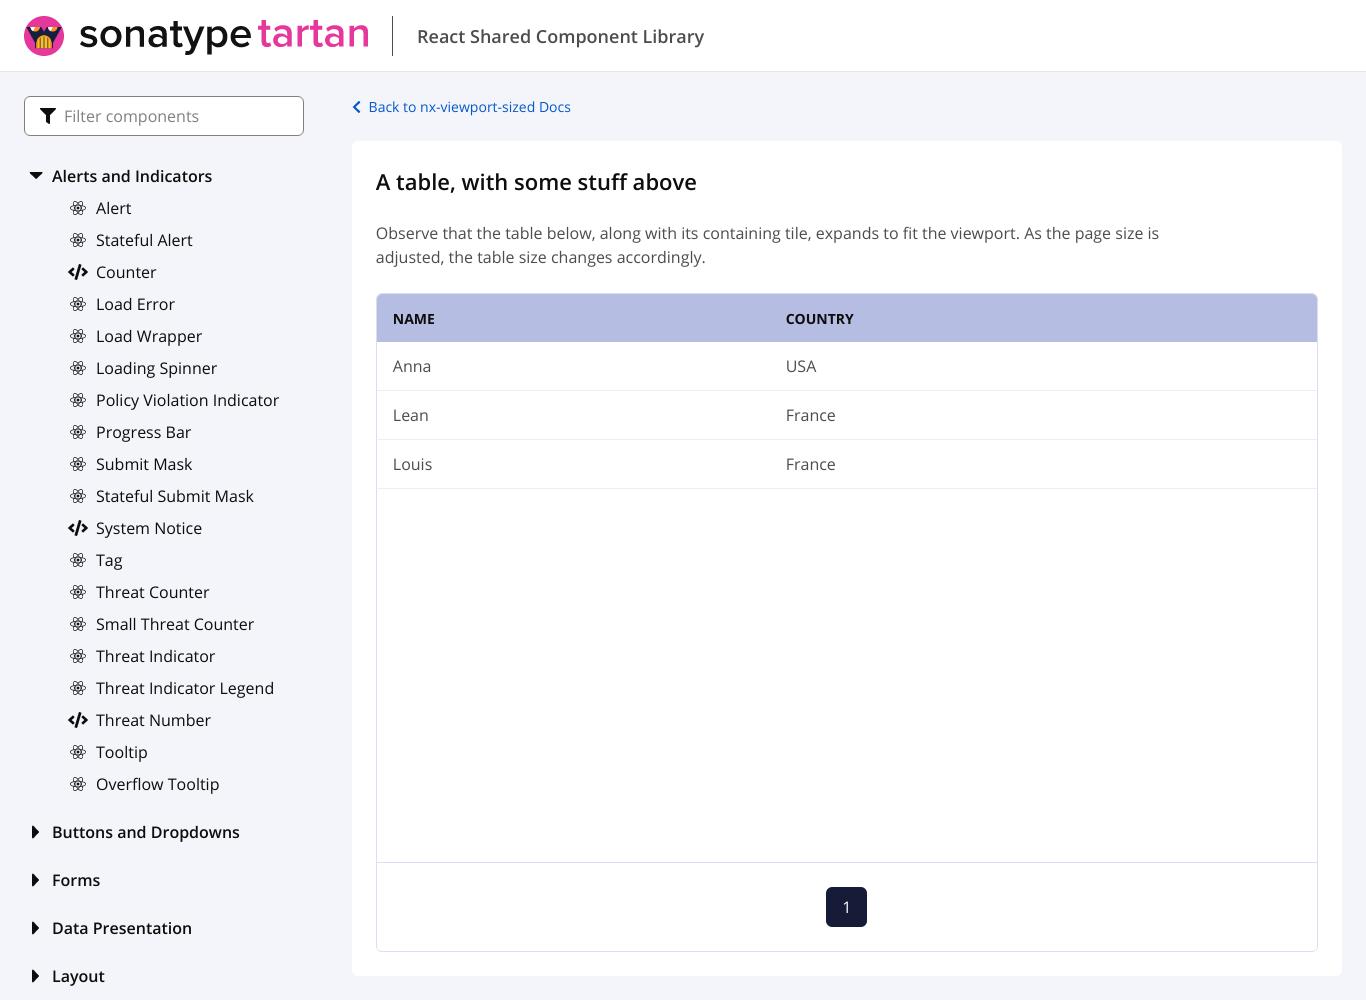 sonatype tartan
React Shared Component Library
Filter components
Alerts and Indicators
Alert
Stateful Alert
Counter
Load Error
Load Wrapper
Loading Spinner
Policy Violation Indicator
Progress Bar
Submit Mask
Stateful Submit Mask
System Notice
Tag
Threat Counter
Small Threat Counter
Threat Indicator
Threat Indicator Legend
Threat Number
Tooltip
Overflow Tooltip
Buttons and Dropdowns
Forms
Data Presentation
Layout
Back to nx-viewport-sized Docs
A table, with some stuff above
Observe that the table below, along with its containing tile, expands to fit the viewport. As the page size is
adjusted, the table size changes accordingly.
NAME COUNTRY
Anna USA
Lean France
Louis France
1